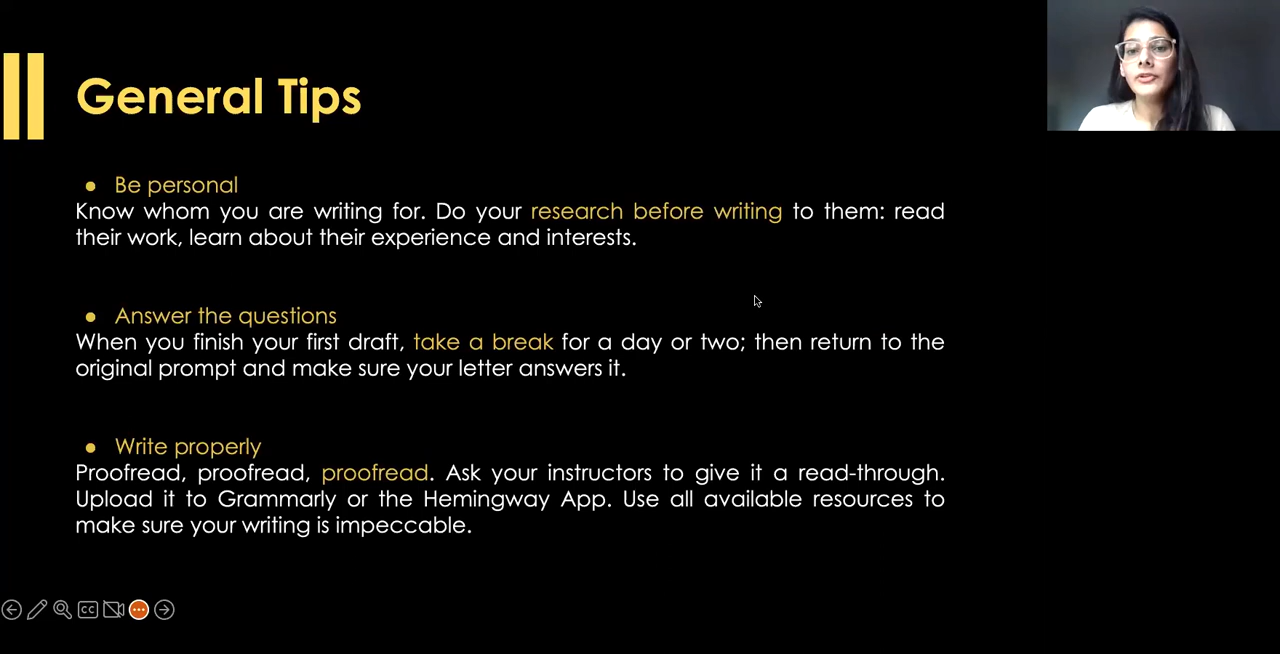 General Tips
● Be personal
Know whom you are writing for. Do your research before writing to them: read
their work, learn about their experience and interests.
● Answer the questions
When you finish your first draft, take a break for a day or two; then return to the
original prompt and make sure your letter answers it.
● Write properly
Proofread, proofread, proofread. Ask your instructors to give it a read-through.
Upload it to Grammarly or the Hemingway App. Use all available resources to
make sure your writing is impeccable.
CC